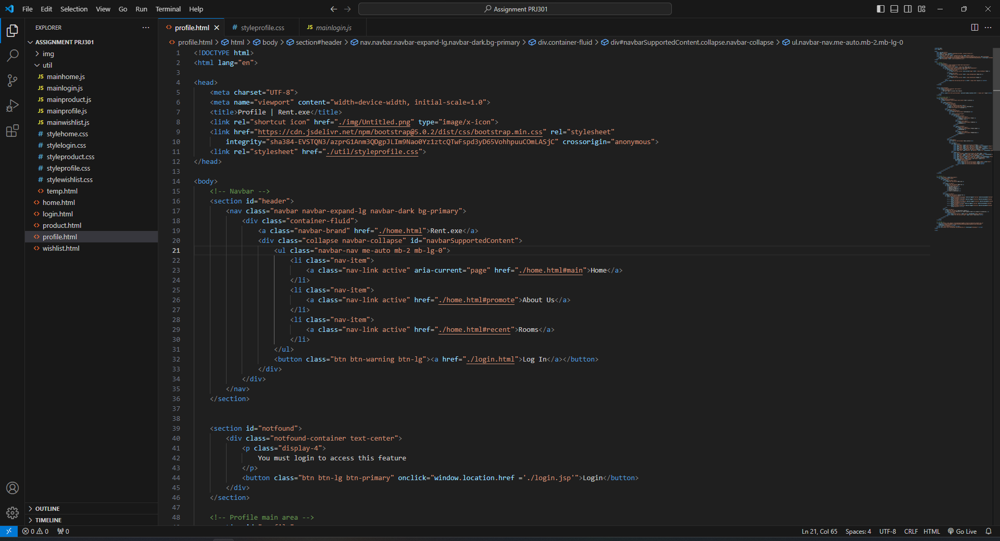 File Edit Selection View Go Run Terminal Help
Assignment PRJ301
EXPLORER
ASSIGNMENT PRJ301
img
util
JS mainhome.js
JS mainlogin.js
JS mainproduct.js
JS mainprofile.js
JS mainwishlist.js
# stylehome.css
# stylelogin.css
# styleproduct.css
# styleprofile.css
# stylewishlist.css
<> temp.html
<> home.html
<> login.html
<> product.html
<> profile.html
<> wishlist.html
OUTLINE
TIMELINE
<> profile.html # styleprofile.css JS mainlogin.js
<> profile.html > html > body > section#header > nav.navbar.navbar-expand-lg.navbar-dark.bg-primary > div.container-fluid > div#navbarSupportedContent.collapse.navbar-collapse > ul.navbar-nav.me-auto.mb-2.mb-lg-0
1 <!DOCTYPE html>
2 <html lang="en">
3
4 <head>
5 <meta charset="UTF-8">
6 <meta name="viewport" content="width=device-width, initial-scale=1.0">
7 <title>Profile | Rent.exe</title>
8 <link rel="shortcut icon" href="./img/Untitled.png" type="image/x-icon">
9 <link href="https://cdn.jsdelivr.net/npm/bootstrap@5.0.2/dist/css/bootstrap.min.css" rel="stylesheet"
10 integrity="sha384-EVSTQN3/azprG1Anm3QDgpJLIm9Nao0Yz1ztcQTwFspd3yD65VohhpuuCOmLASjC" crossorigin="anonymous">
11 <link rel="stylesheet" href="./util/styleprofile.css">
12 </head>
13
14 <body>
15 <!-- Navbar -->
16 <section id="header">
17 <nav class="navbar navbar-expand-lg navbar-dark bg-primary">
18 <div class="container-fluid">
19 <a class="navbar-brand" href="./home.html">Rent.exe</a>
20 <div class="collapse navbar-collapse" id="navbarSupportedContent">
21 <ul class="navbar-nav me-auto mb-2 mb-lg-0">
22 <li class="nav-item">
23 <a class="nav-link active" aria-current="page" href="./home.html#main">Home</a>
24 </li>
25 <li class="nav-item">
26 <a class="nav-link active" href="./home.html#promote">About Us</a>
27 </li>
28 <li class="nav-item">
29 <a class="nav-link active" href="./home.html#recent">Rooms</a>
30 </li>
31 </ul>
32 <button class="btn btn-warning btn-lg"><a href="./login.html">Log In</a></button>
33 </div>
34 </div>
35 </nav>
36 </section>
37
38
39 <section id="notfound">
40 <div class="notfound-container text-center">
41 <p class="display-4">
42 You must login to access this feature
43 </p>
44 <button class="btn btn-lg btn-primary" onclick="window.location.href ='./login.jsp'">Login</button>
45 </div>
46 </section>
47
48 <!-- Profile main area -->
0 0 0
Ln 21, Col 65 Spaces: 4 UTF-8 CRLF HTML Go Live